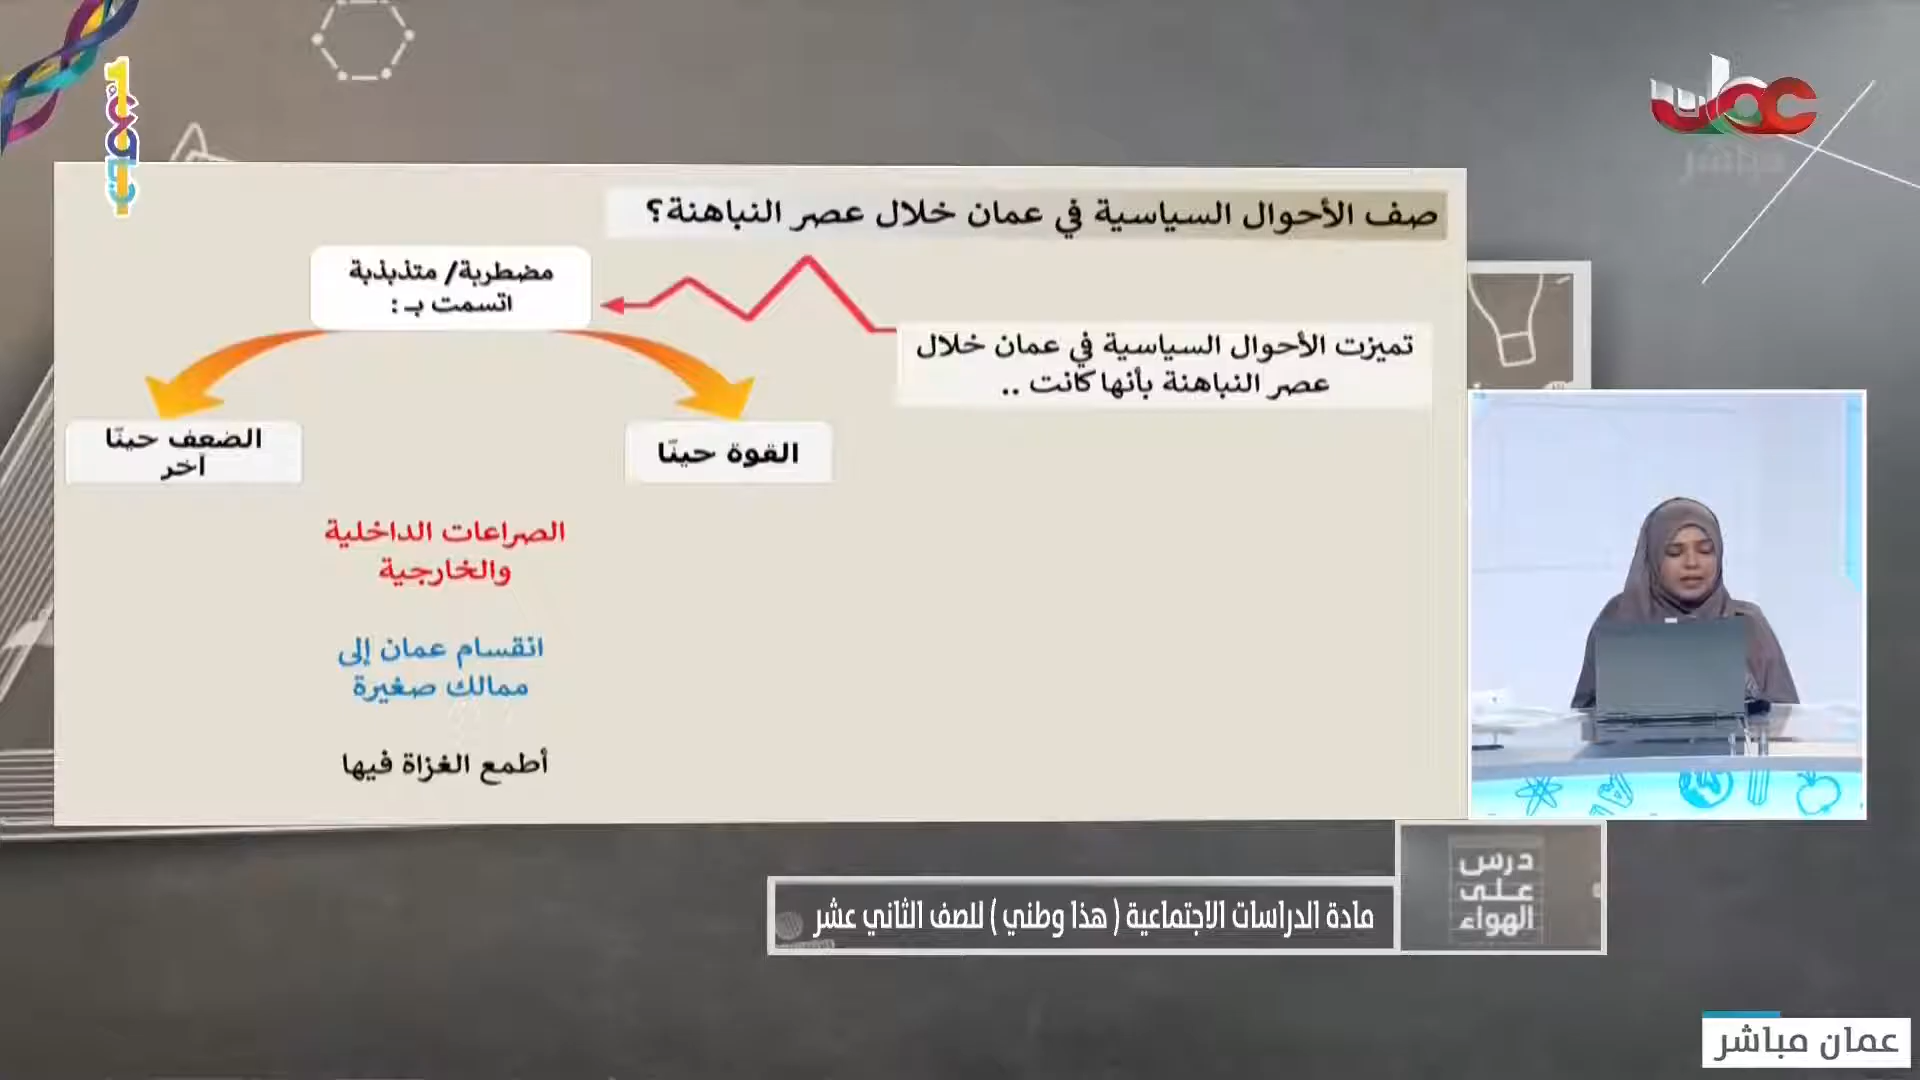 عمان
مباشر
صف الأحوال السياسية في عمان خلال عصر النباهنة؟
تميزت الأحوال السياسية في عمان خلال
عصر النباهنة بأنها كانت ..
مضطربة/ متذبذبة
اتسمت بـ :
القوة حينًا
الضعف حينًا
آخر
الصراعات الداخلية
والخارجية
انقسام عمان إلى
ممالك صغيرة
أطمع الغزاة فيها
درس
على
الهواء
مادة الدراسات الاجتماعية ( هذا وطني ) للصف الثاني عشر
عمان مباشر